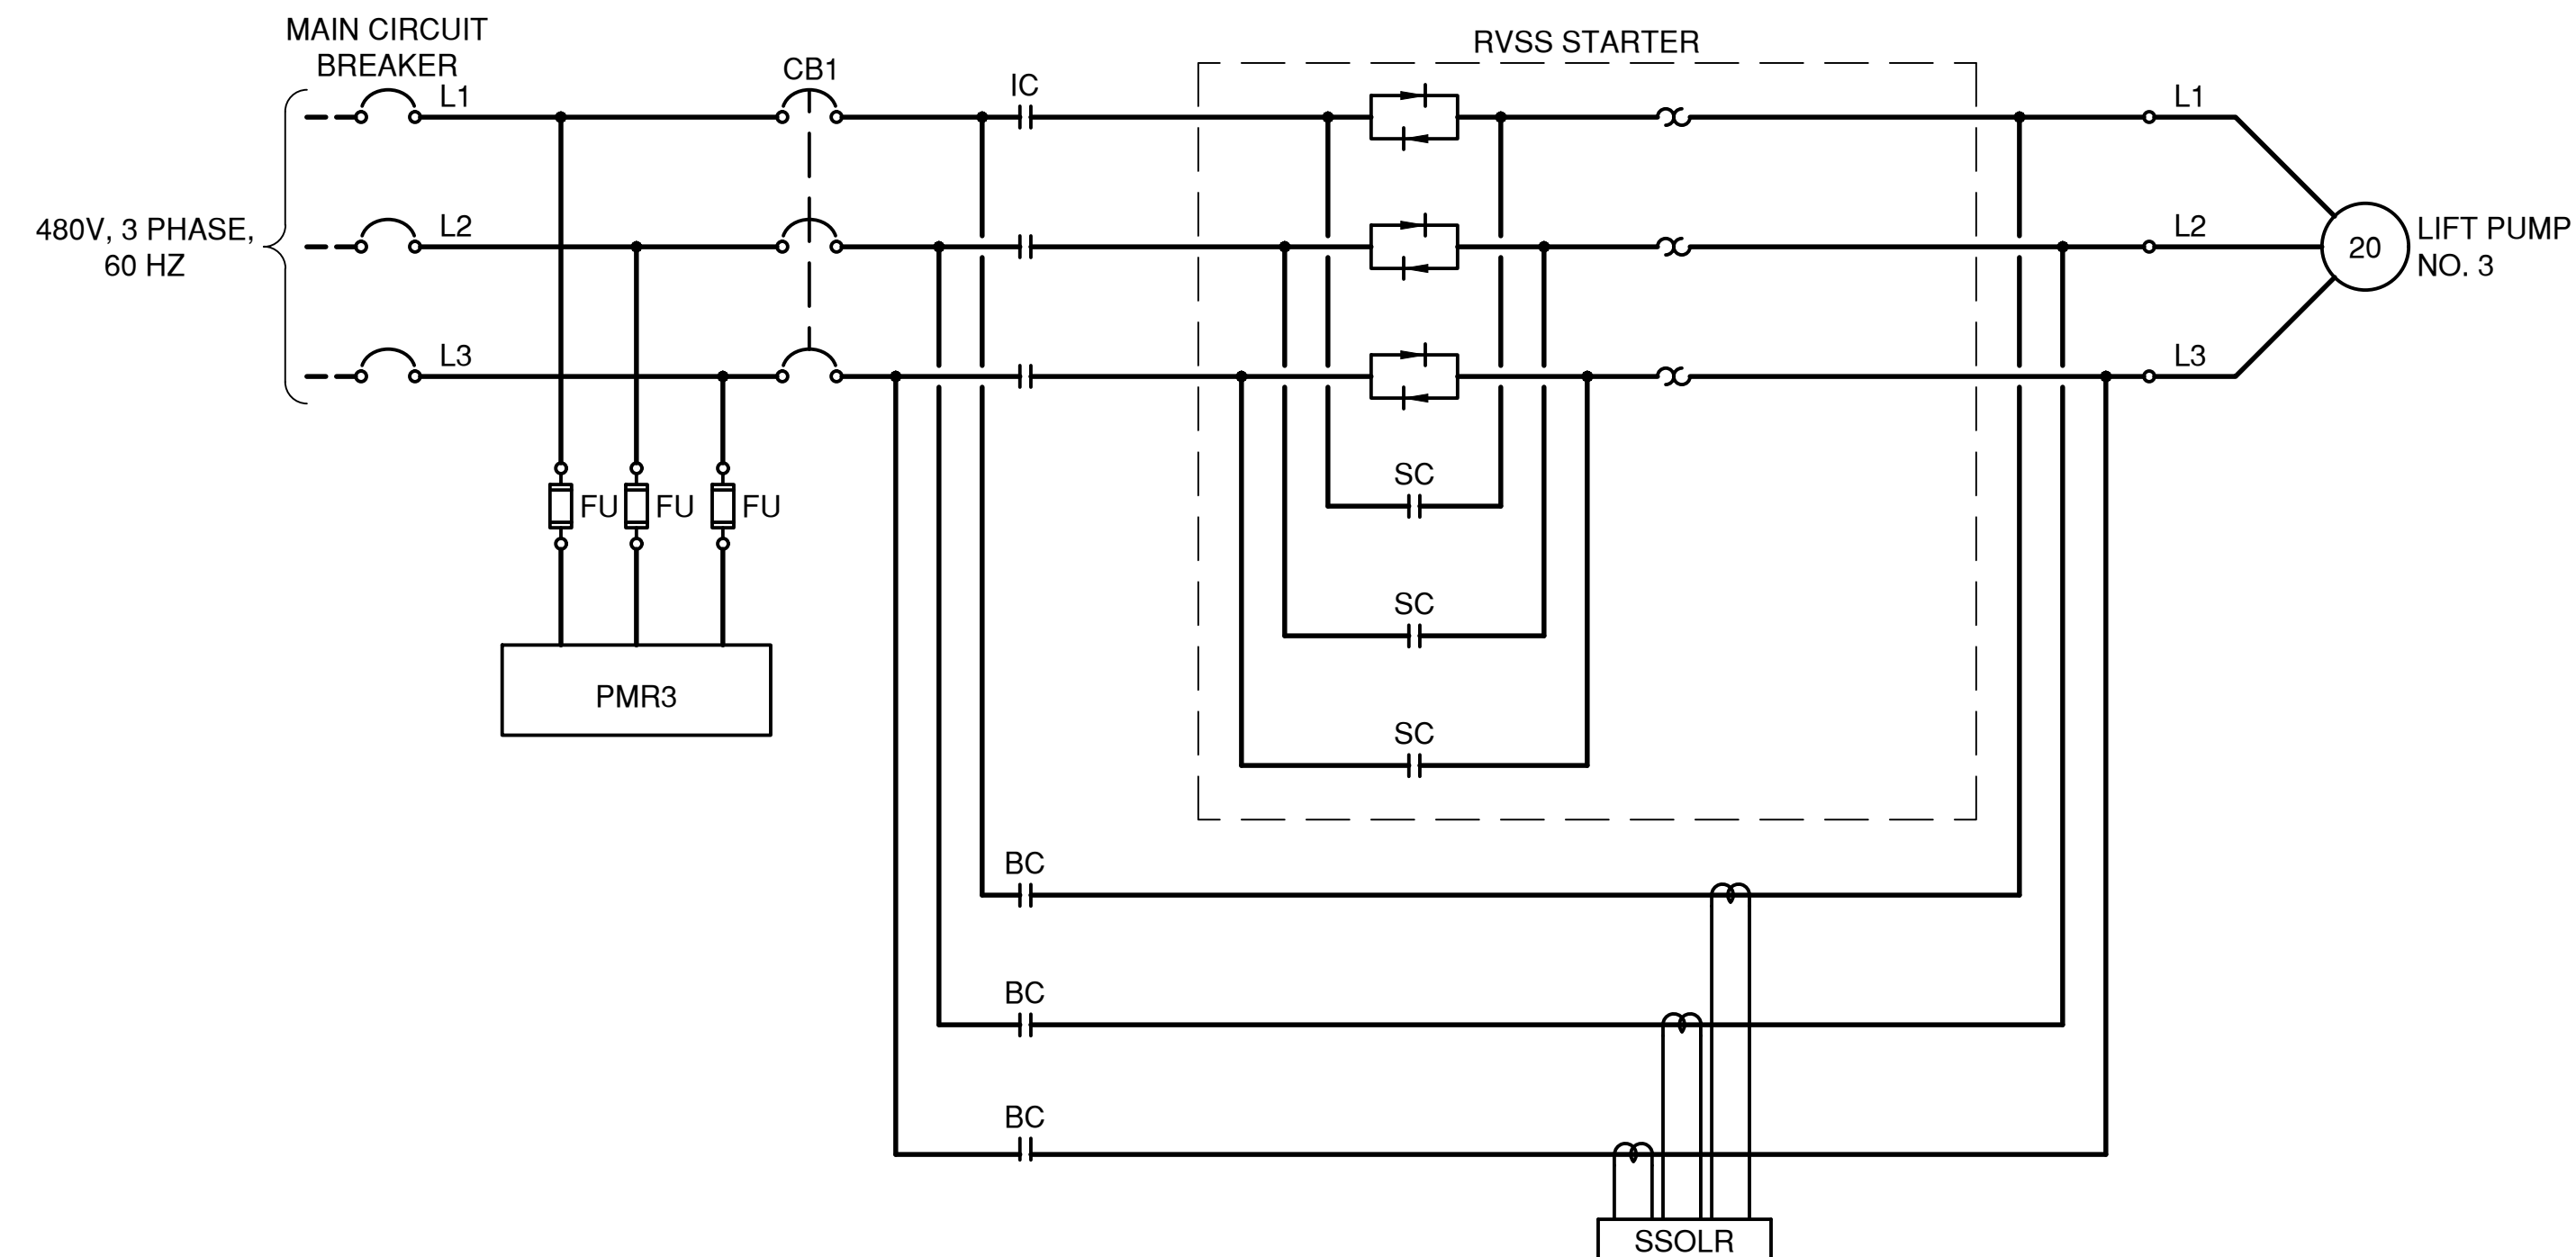 MAIN CIRCUIT
BREAKER
RVSS STARTER
CB1
IC
L1
L1
480V, 3 PHASE,
60 HZ
L2
L2
20
LIFT PUMP
NO. 3
L3
L3
SC
FU
FU
FU
SC
PMR3
SC
BC
BC
BC
SSOLR